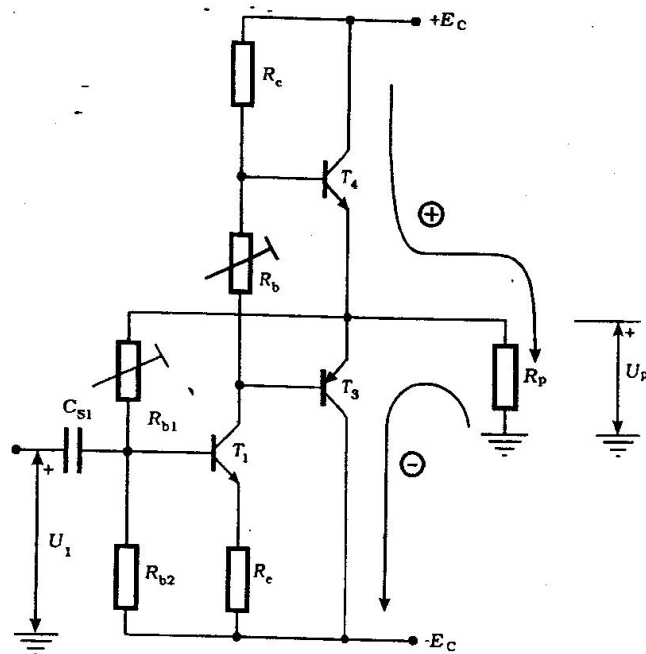 +E_C
R_c
T_4
⊕
R_b
+
R_p
U_p
T_3
C_S1
R_b1
⊖
+
T_1
U_1
R_b2
R_e
-E_C